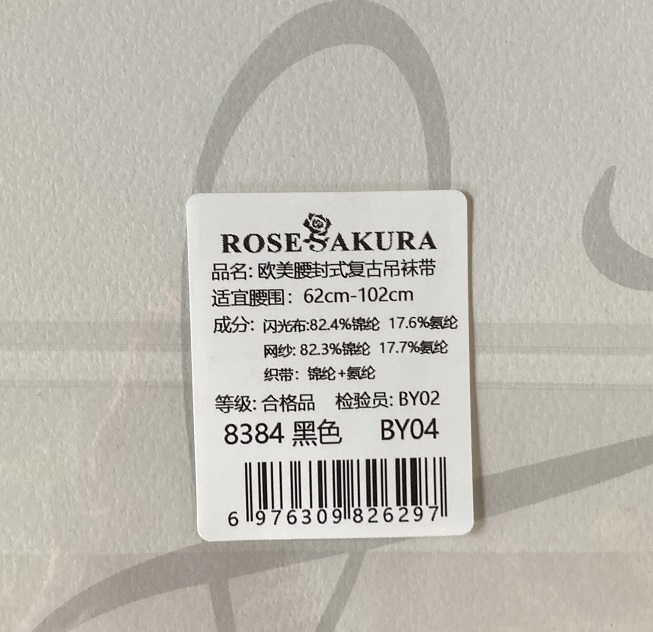 ROSE SAKURA
品名: 欧美腰封式复古吊袜带
适宜腰围: 62cm-102cm
成分: 闪光布:82.4%锦纶 17.6%氨纶
网纱: 82.3%锦纶 17.7%氨纶
织带: 锦纶+氨纶
等级: 合格品 检验员: BY02
8384 黑色 BY04
6 976309 826297